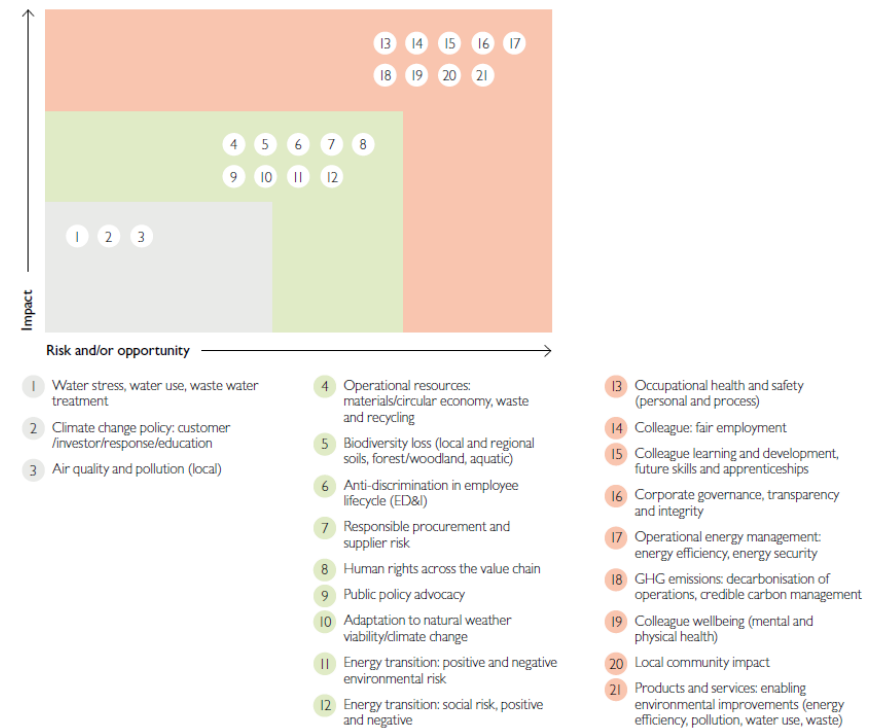 13 14 15 16 17
18 19 20 21
4 5 6 7 8
9 10 11 12
1 2 3
Impact
Risk and/or opportunity
1 Water stress, water use, waste water
treatment
2 Climate change policy: customer
/investor/response/education
3 Air quality and pollution (local)
4 Operational resources:
materials/circular economy, waste
and recycling
5 Biodiversity loss (local and regional
soils, forest/woodland, aquatic)
6 Anti-discrimination in employee
lifecycle (ED&I)
7 Responsible procurement and
supplier risk
8 Human rights across the value chain
9 Public policy advocacy
10 Adaptation to natural weather
viability/climate change
11 Energy transition: positive and negative
environmental risk
12 Energy transition: social risk, positive
and negative
13 Occupational health and safety
(personal and process)
14 Colleague: fair employment
15 Colleague learning and development,
future skills and apprenticeships
16 Corporate governance, transparency
and integrity
17 Operational energy management:
energy efficiency, energy security
18 GHG emissions: decarbonisation of
operations, credible carbon management
19 Colleague wellbeing (mental and
physical health)
20 Local community impact
21 Products and services: enabling
environmental improvements (energy
efficiency, pollution, water use, waste)